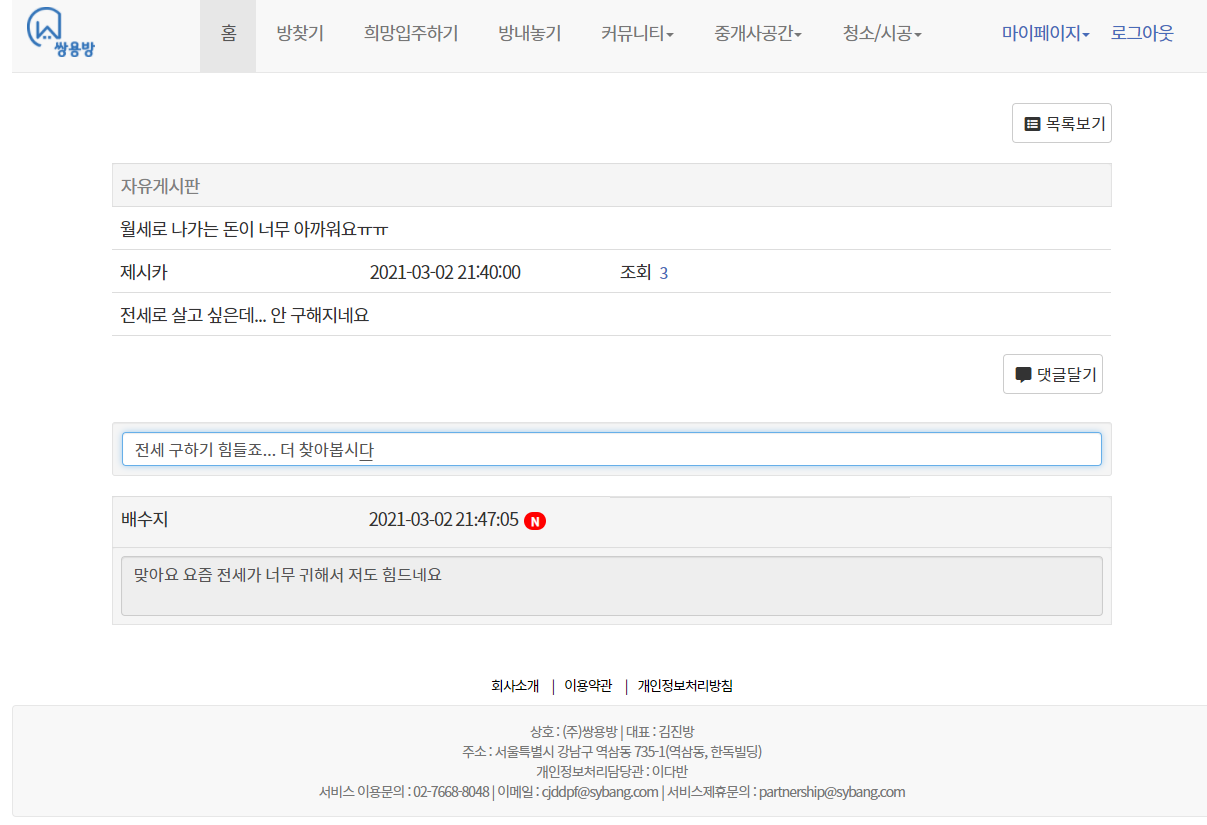 쌍용방 홈 방찾기 희망입주하기 방내놓기 커뮤니티 중개사공간 청소/시공 마이페이지 로그아웃
목록보기
자유게시판
월세로 나가는 돈이 너무 아까워요ㅠㅠ
제시카 2021-03-02 21:40:00 조회 3
전세로 살고 싶은데... 안 구해지네요
댓글달기
전세 구하기 힘들죠... 더 찾아봅시다
배수지 2021-03-02 21:47:05 N
맞아요 요즘 전세가 너무 귀해서 저도 힘드네요
회사소개 | 이용약관 | 개인정보처리방침
상호 : (주)쌍용방 | 대표 : 김진방
주소 : 서울특별시 강남구 역삼동 735-1(역삼동, 한독빌딩)
개인정보처리담당관 : 이다반
서비스 이용문의 : 02-7668-8048 | 이메일 : cjddpf@sybang.com | 서비스제휴문의 : partnership@sybang.com